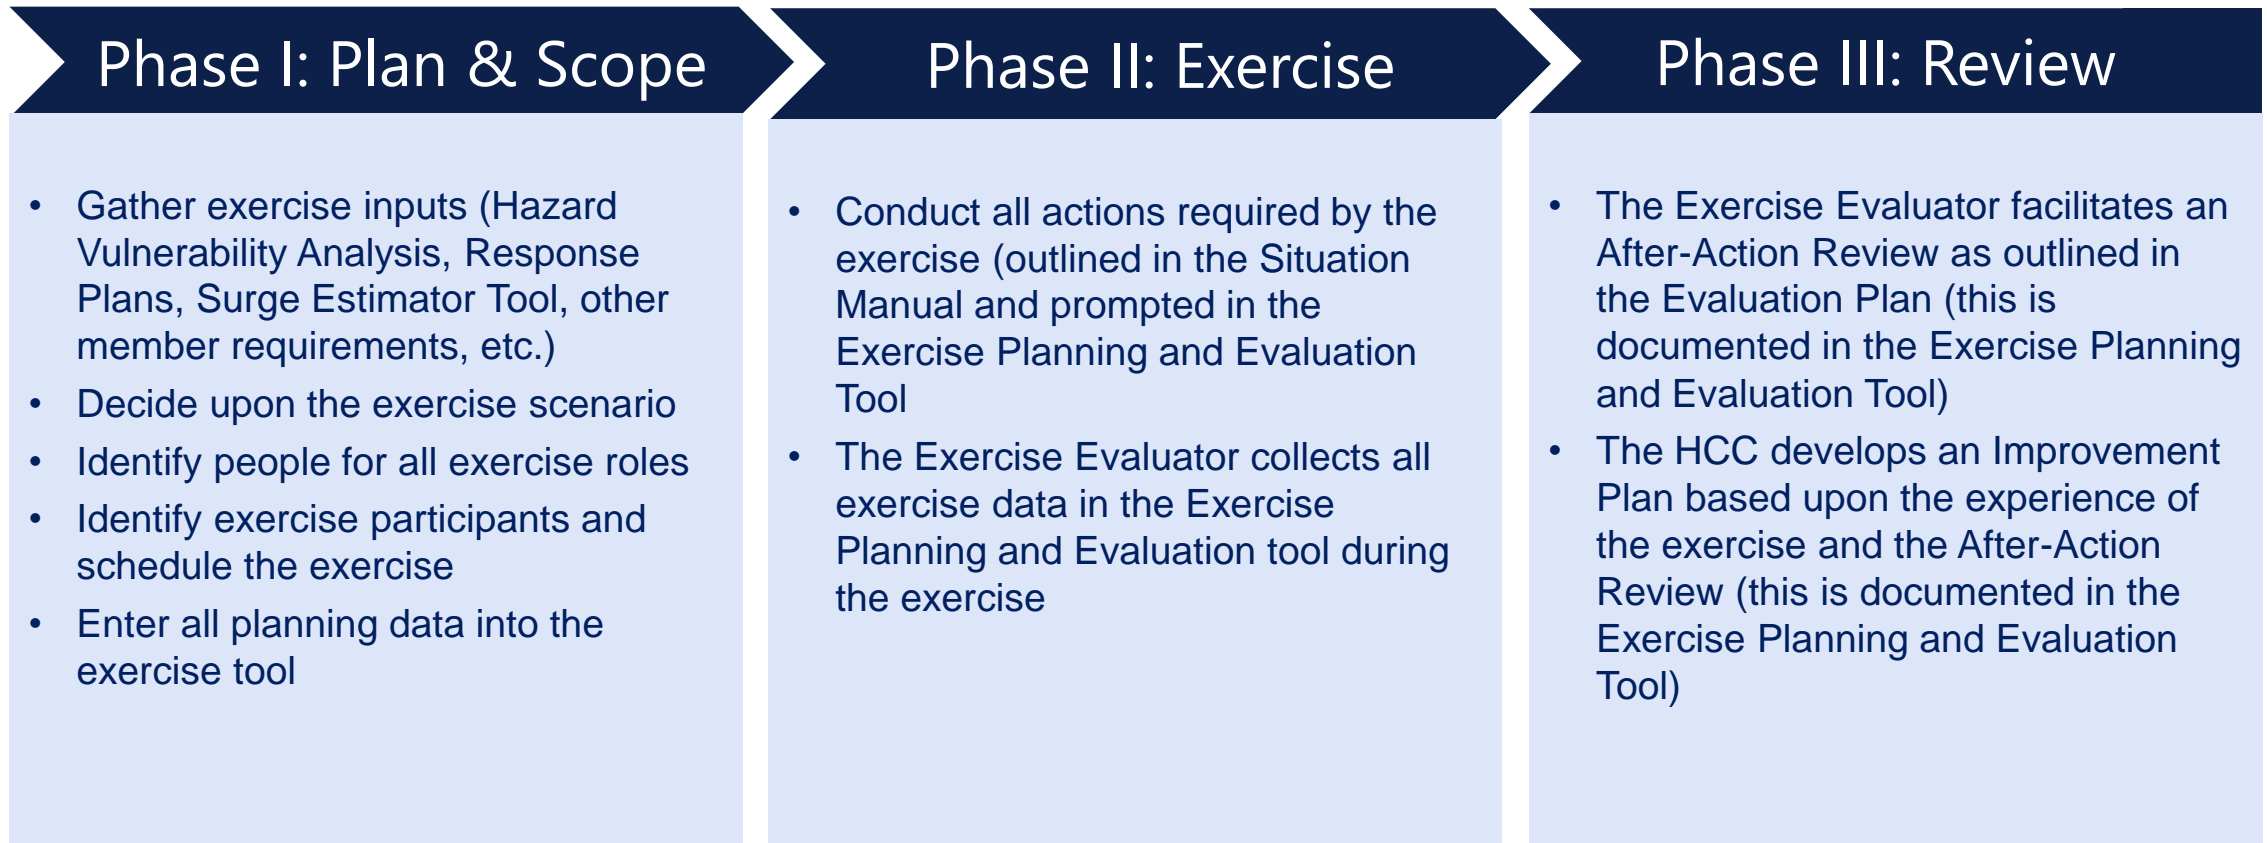 Phase I: Plan & Scope
• Gather exercise inputs (Hazard
Vulnerability Analysis, Response
Plans, Surge Estimator Tool, other
member requirements, etc.)
• Decide upon the exercise scenario
• Identify people for all exercise roles
• Identify exercise participants and
schedule the exercise
• Enter all planning data into the
exercise tool
Phase II: Exercise
• Conduct all actions required by the
exercise (outlined in the Situation
Manual and prompted in the
Exercise Planning and Evaluation
Tool
• The Exercise Evaluator collects all
exercise data in the Exercise
Planning and Evaluation tool during
the exercise
Phase III: Review
• The Exercise Evaluator facilitates an
After-Action Review as outlined in
the Evaluation Plan (this is
documented in the Exercise Planning
and Evaluation Tool)
• The HCC develops an Improvement
Plan based upon the experience of
the exercise and the After-Action
Review (this is documented in the
Exercise Planning and Evaluation
Tool)